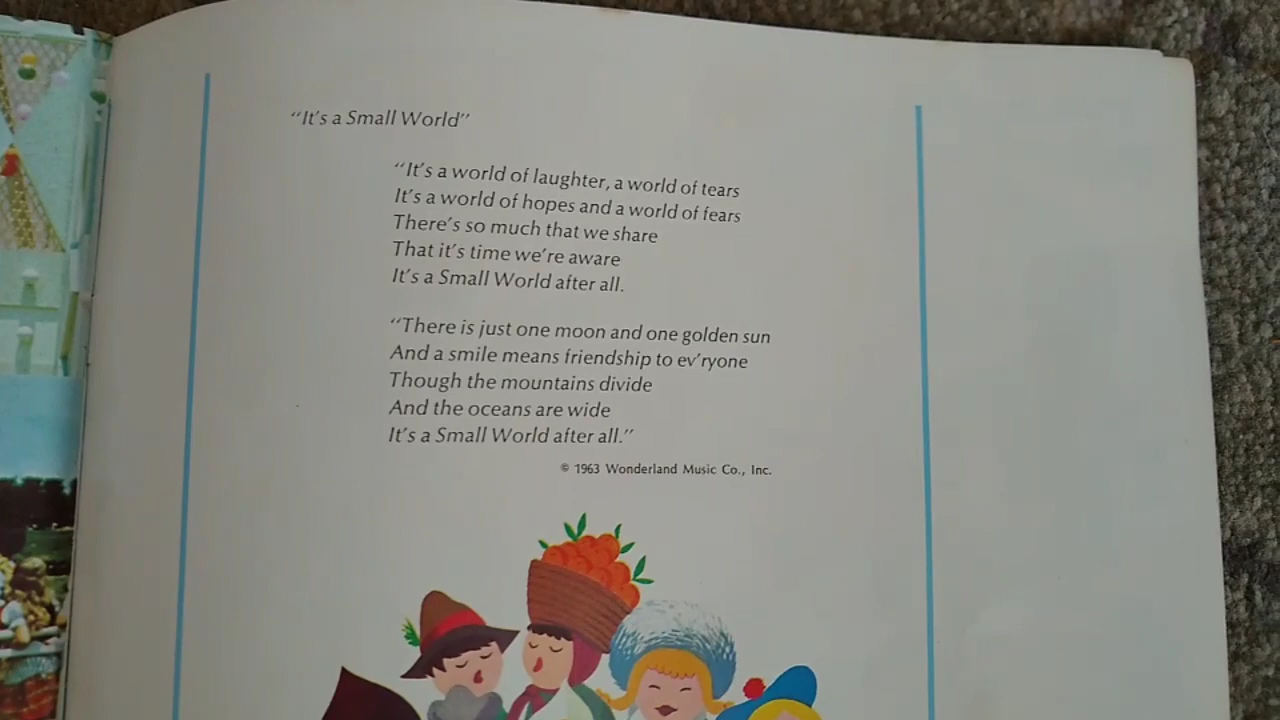 “It's a Small World”
“It's a world of laughter, a world of tears
It's a world of hopes and a world of fears
There's so much that we share
That it's time we're aware
It's a Small World after all.
“There is just one moon and one golden sun
And a smile means friendship to ev'ryone
Though the mountains divide
And the oceans are wide
It's a Small World after all.”
© 1963 Wonderland Music Co., Inc.